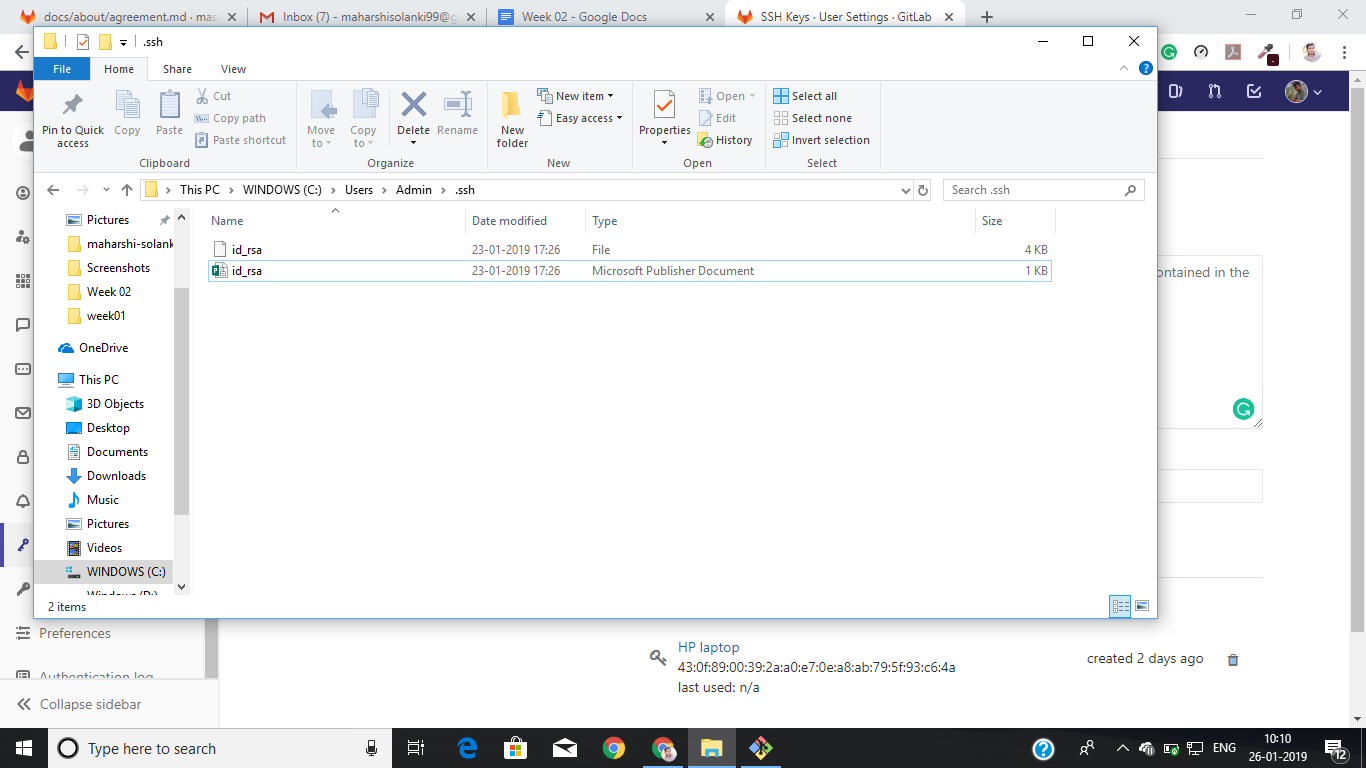 docs/about/agreement.md · mas
Inbox (7) - maharshisolanki99@g
Week 02 - Google Docs
SSH Keys · User Settings · GitLab
.ssh
File
Home
Share
View
Pin to Quick access
Copy
Paste
Cut
Copy path
Paste shortcut
Clipboard
Move to
Copy to
Delete
Rename
Organize
New folder
New item
Easy access
New
Properties
Open
Edit
History
Open
Select all
Select none
Invert selection
Select
This PC
WINDOWS (C:)
Users
Admin
.ssh
Search .ssh
Pictures
maharshi-solank
Screenshots
Week 02
week01
OneDrive
This PC
3D Objects
Desktop
Documents
Downloads
Music
Pictures
Videos
WINDOWS (C:)
Windows (D:)
Name
Date modified
Type
Size
id_rsa
23-01-2019 17:26
File
4 KB
id_rsa
23-01-2019 17:26
Microsoft Publisher Document
1 KB
2 items
ontained in the
Preferences
Authentication log
Collapse sidebar
HP laptop
43:0f:89:00:39:2a:a0:e7:0e:a8:ab:79:5f:93:c6:4a
last used: n/a
created 2 days ago
Type here to search
ENG
10:10
26-01-2019
12